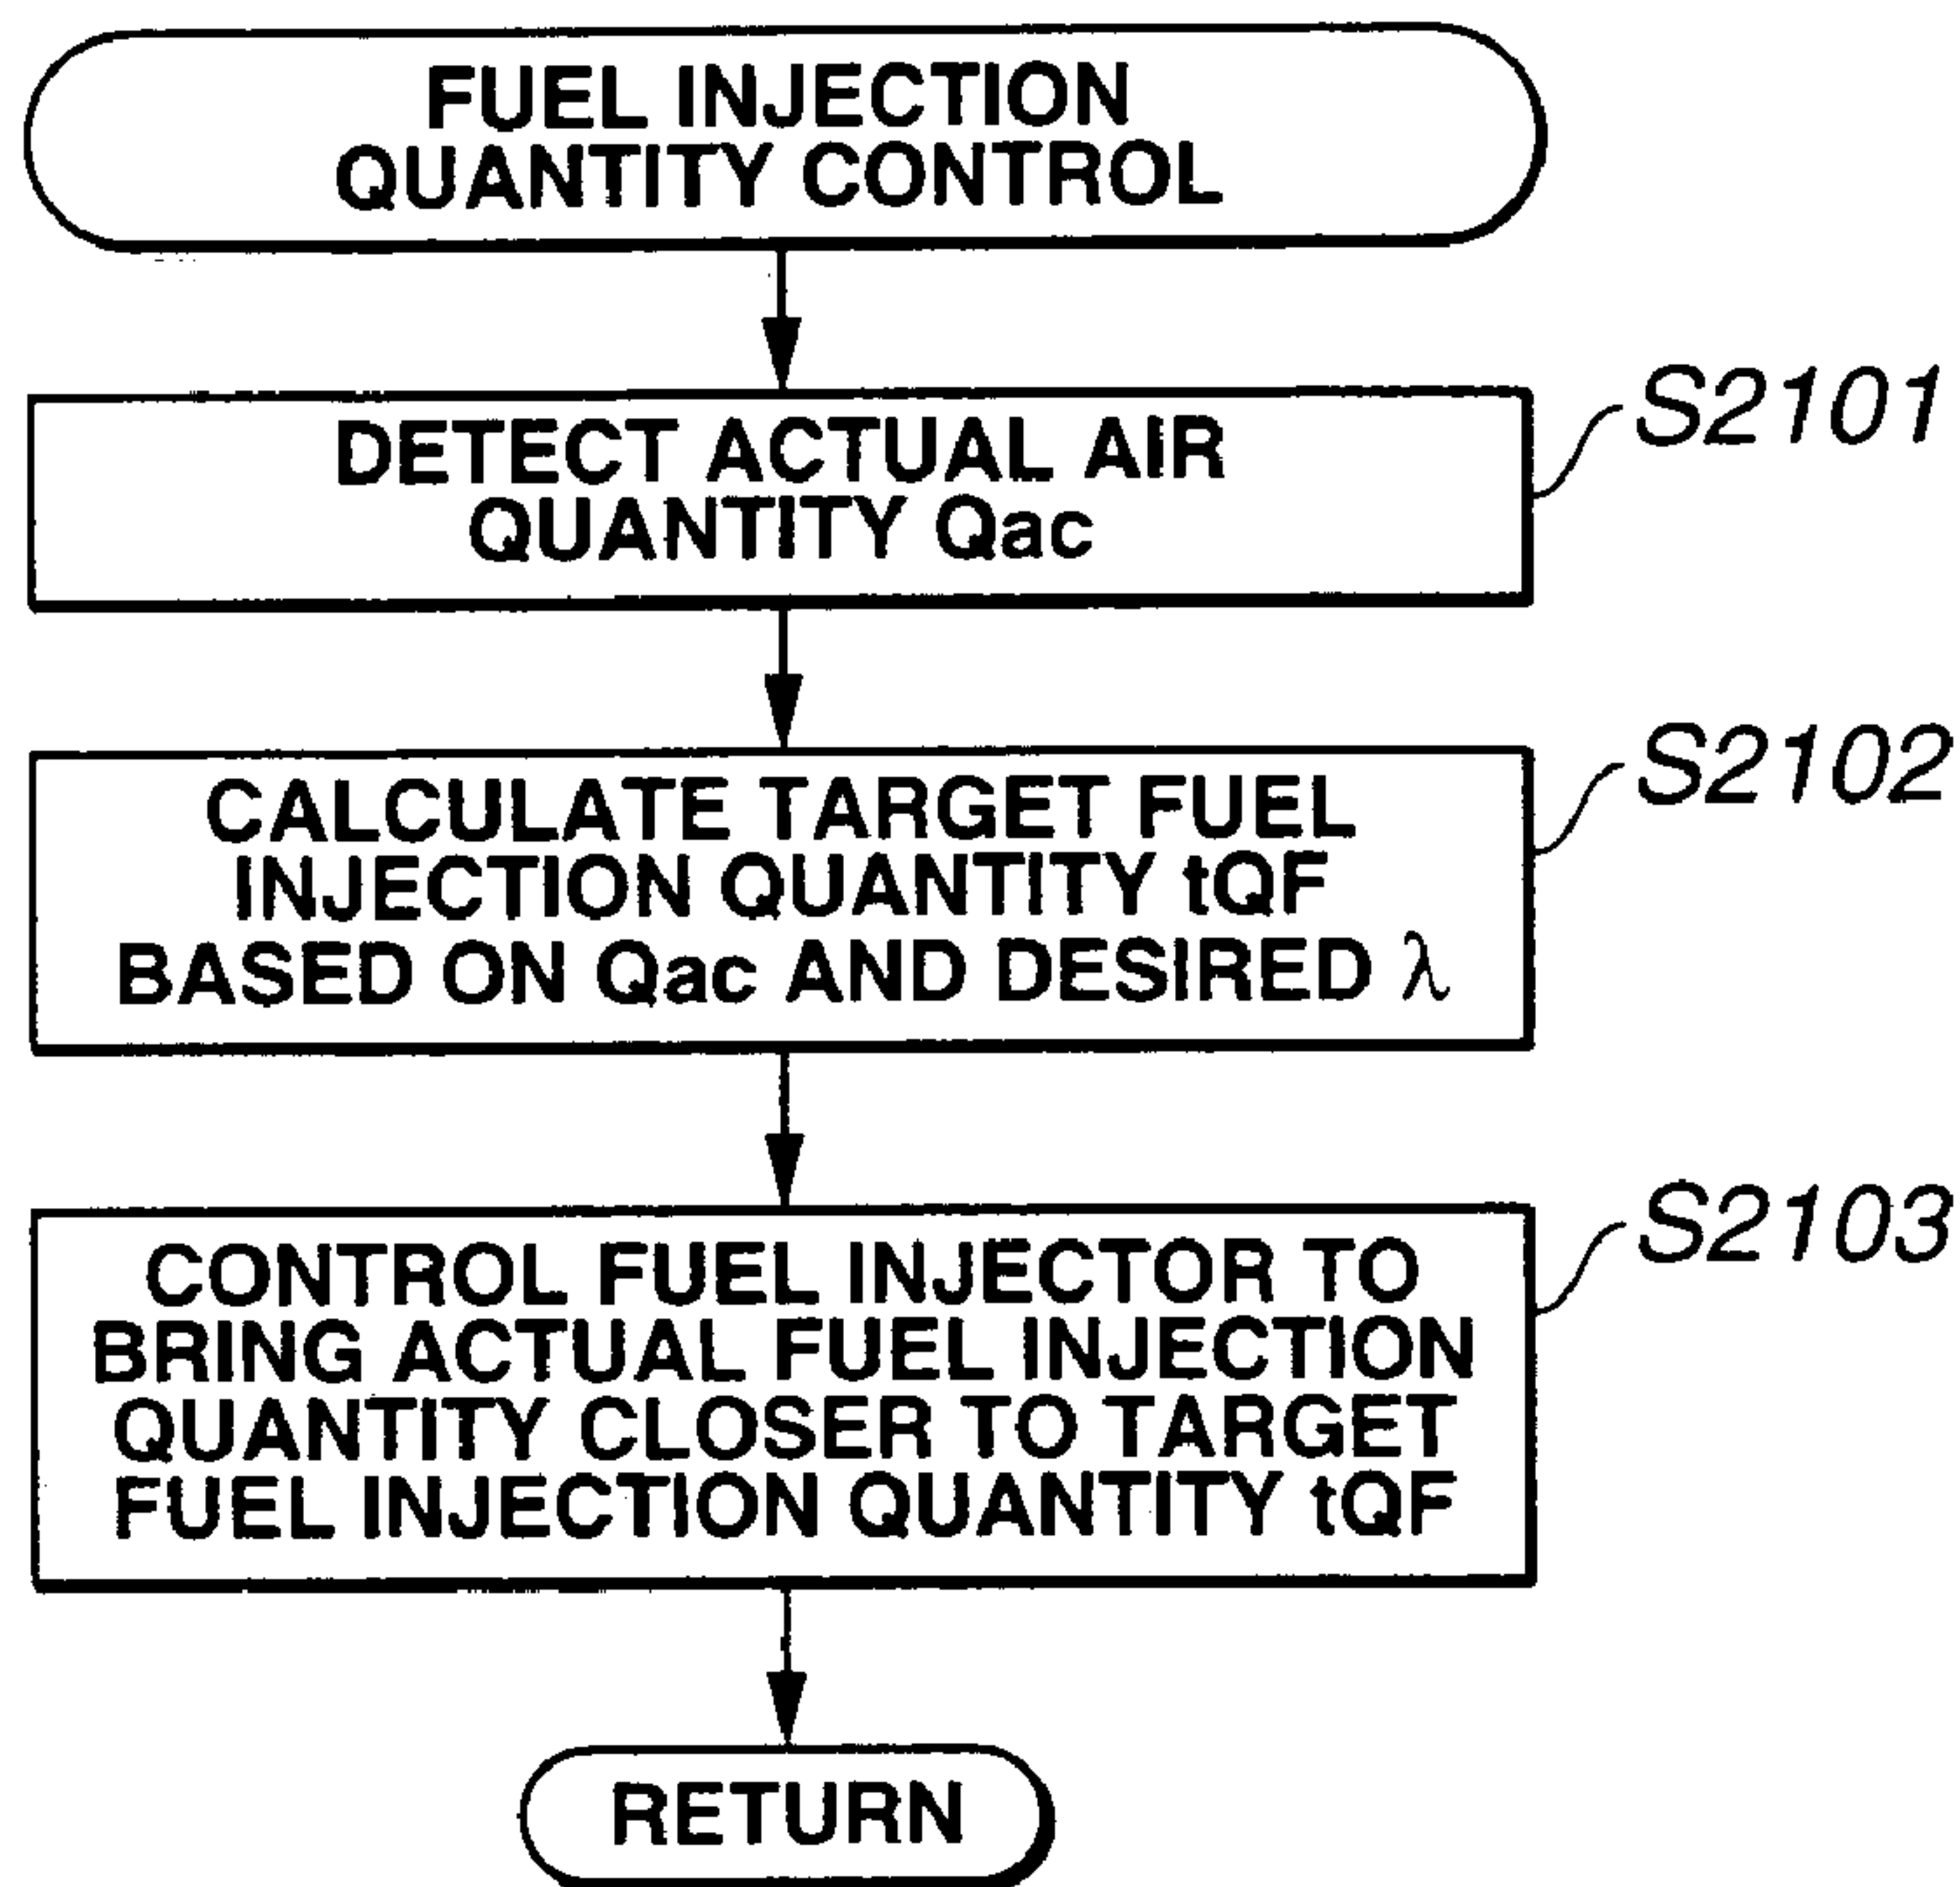 FUEL INJECTION
QUANTITY CONTROL
DETECT ACTUAL AIR
QUANTITY Qac
S2101
CALCULATE TARGET FUEL
INJECTION QUANTITY tQF
BASED ON Qac AND DESIRED λ
S2102
CONTROL FUEL INJECTOR TO
BRING ACTUAL FUEL INJECTION
QUANTITY CLOSER TO TARGET
FUEL INJECTION QUANTITY tQF
S2103
RETURN